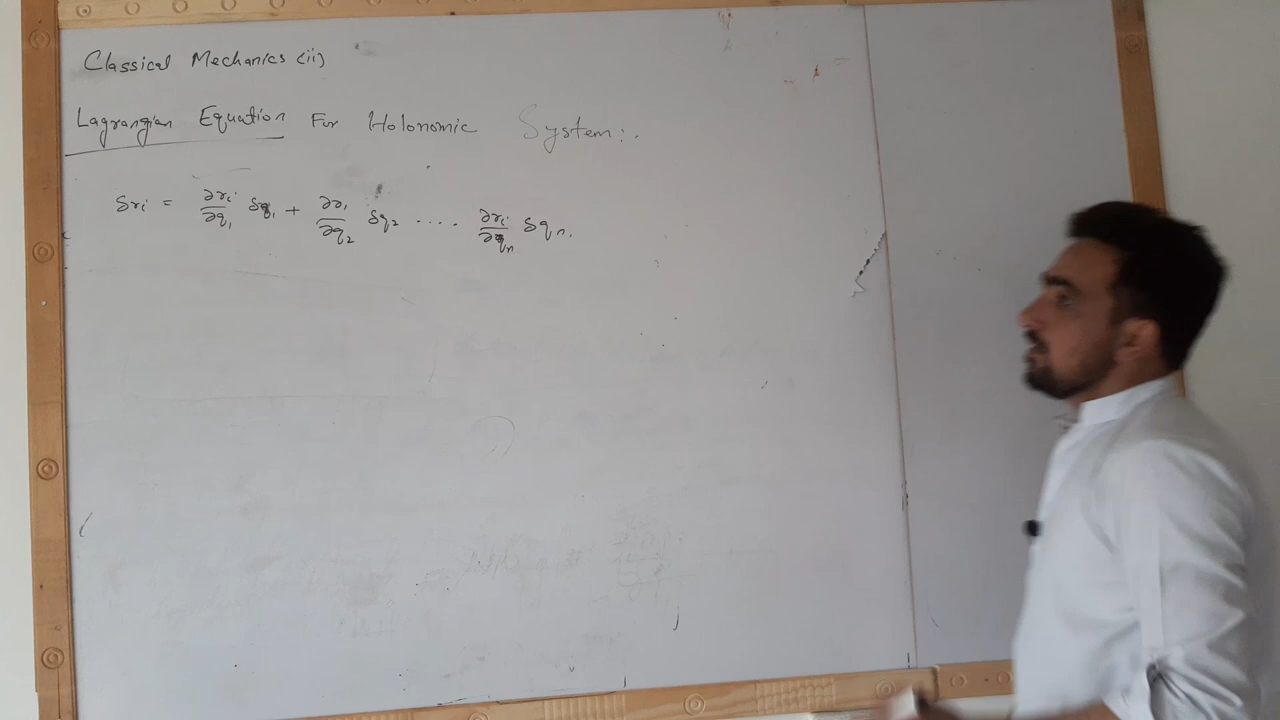 Classical Mechanics (ii)
Lagrangian Equation For Holonomic System:.
δri = ∂ri/∂q1 δq1 + ∂r1/∂q2 δq2 .... ∂ri/∂qn δqn.